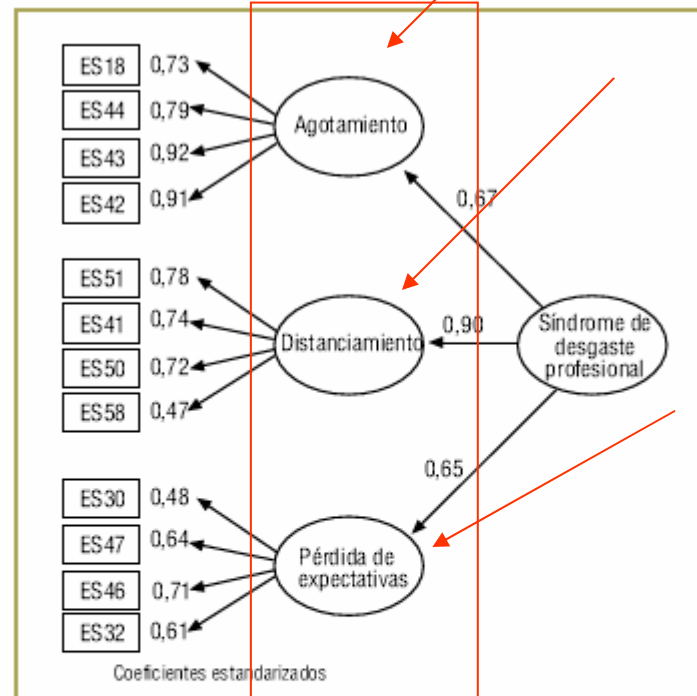 ES18 0,73
ES44 0,79
ES43 0,92
ES42 0,91
Agotamiento
0,67
ES51 0,78
ES41 0,74
ES50 0,72
ES58 0,47
Distanciamiento
0,90
Síndrome de
desgaste
profesional
0,65
ES30 0,48
ES47 0,64
ES46 0,71
ES32 0,61
Pérdida de
expectativas
Coeficientes estandarizados